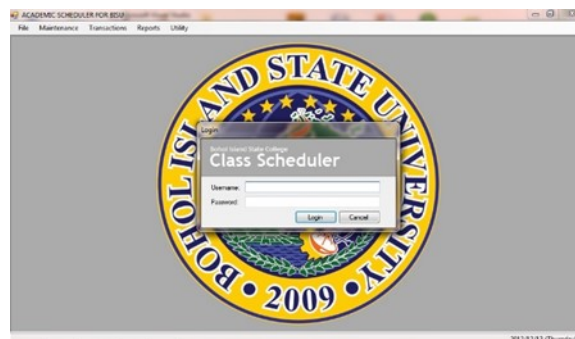 ACADEMIC SCHEDULER FOR BISU
File Maintenance Transactions Reports Utility
BOHOL ISLAND STATE UNIVERSITY
Login
Bohol Island State College
Class Scheduler
Username:
Password:
Login Cancel
• 2009 •